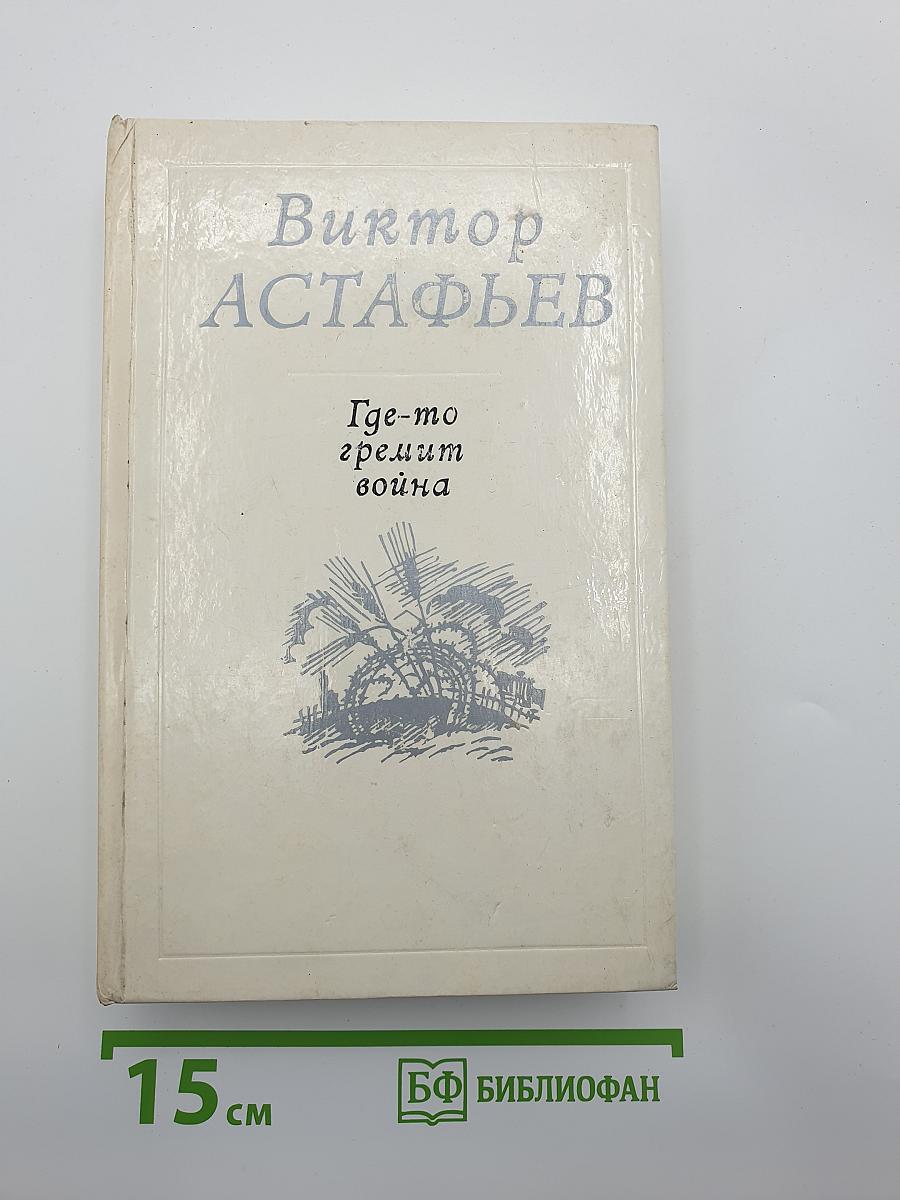 Виктор
АСТАФЬЕВ
Где-то
гремит
война
15 см
БФ БИБЛИОФАН